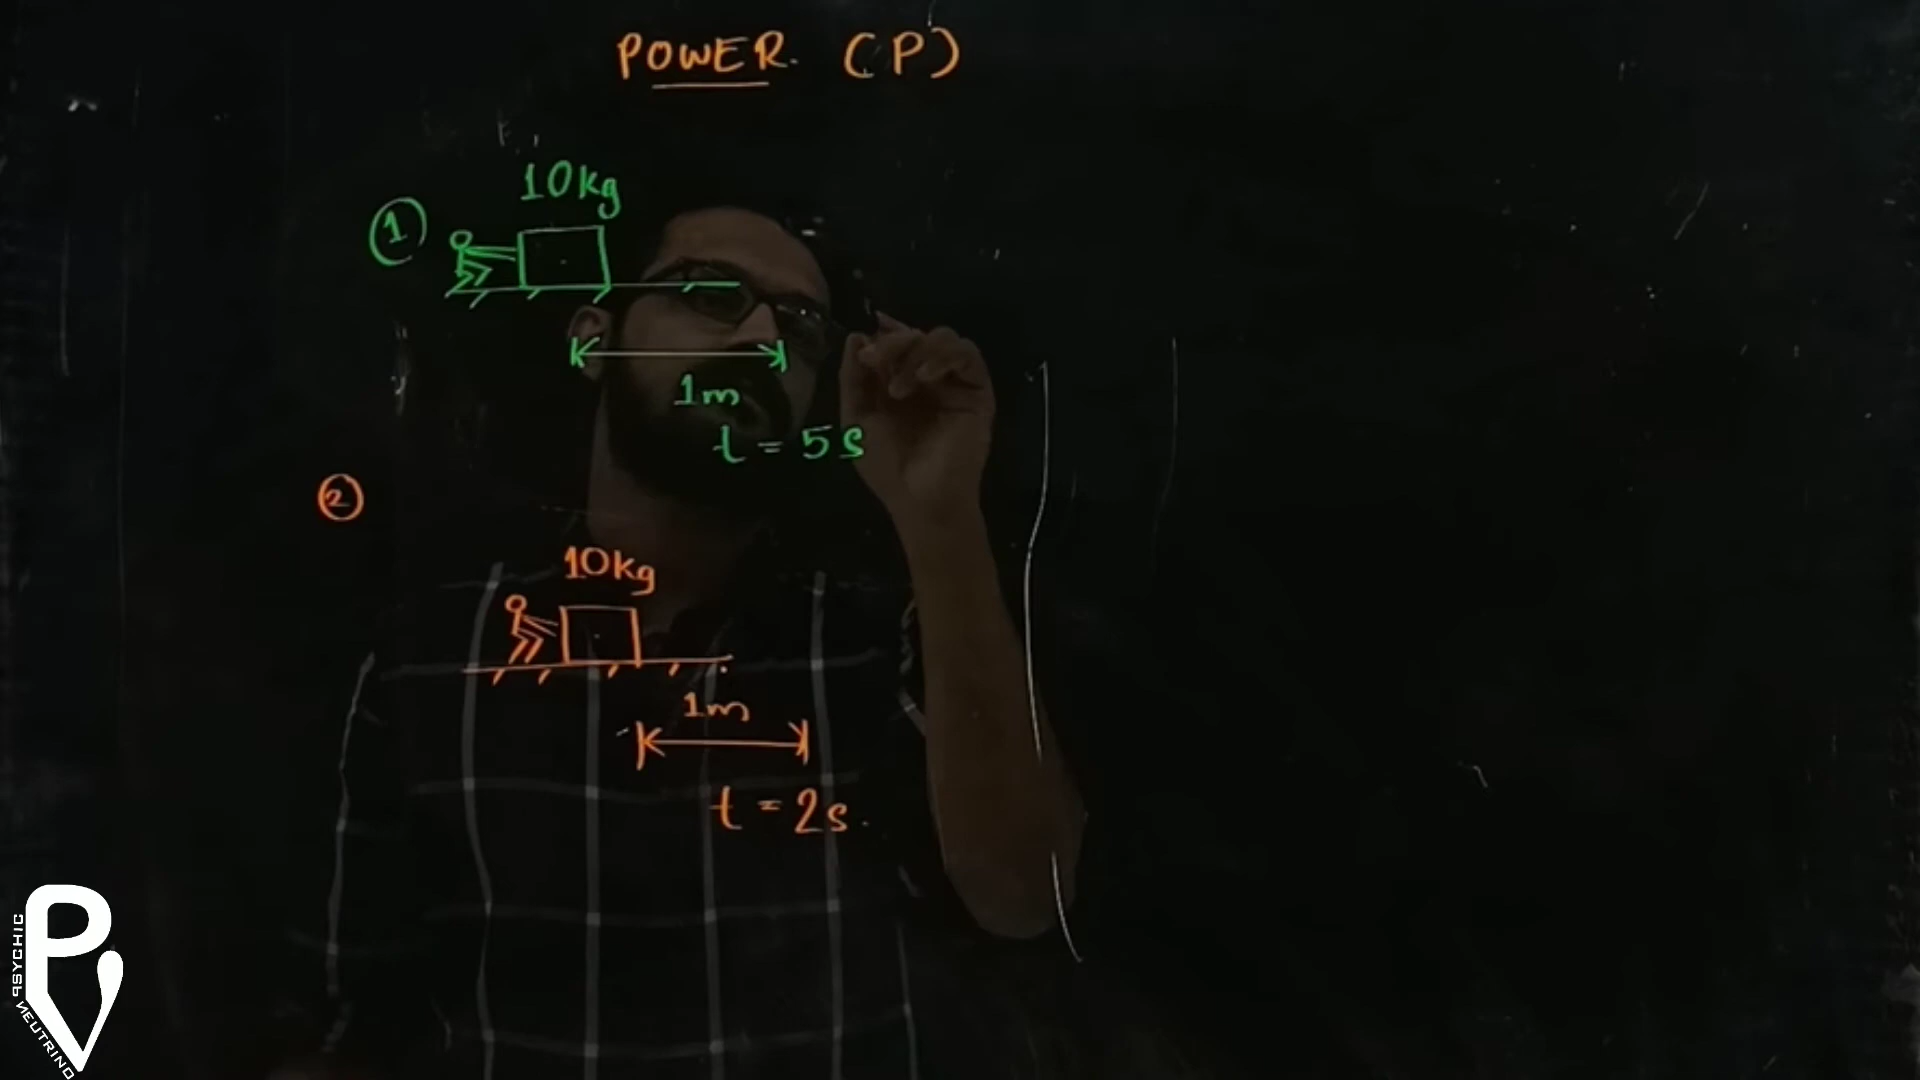 POWER. (P)
1
10kg
1m
t = 5s
2
10kg
1m
t = 2s.
PSYCHIC NEUTRINO